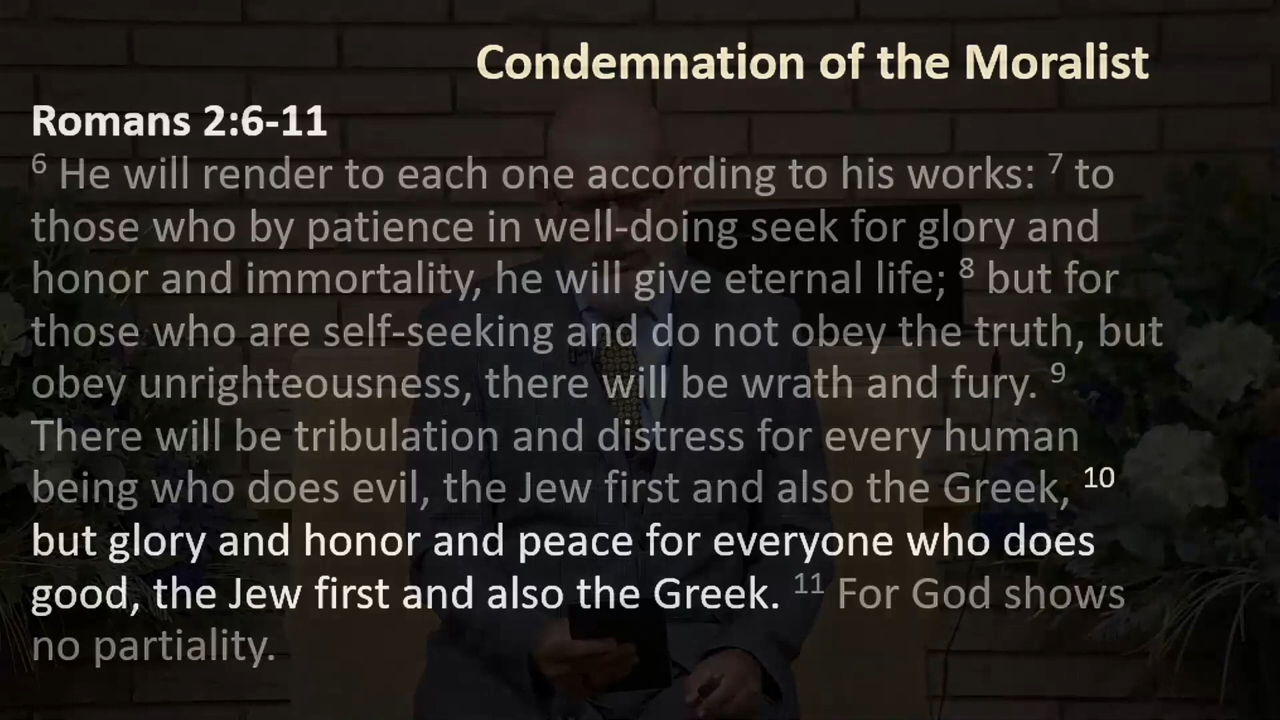 Condemnation of the Moralist
Romans 2:6-11
6 He will render to each one according to his works: 7 to
those who by patience in well-doing seek for glory and
honor and immortality, he will give eternal life; 8 but for
those who are self-seeking and do not obey the truth, but
obey unrighteousness, there will be wrath and fury. 9
There will be tribulation and distress for every human
being who does evil, the Jew first and also the Greek, 10
but glory and honor and peace for everyone who does
good, the Jew first and also the Greek. 11 For God shows
no partiality.